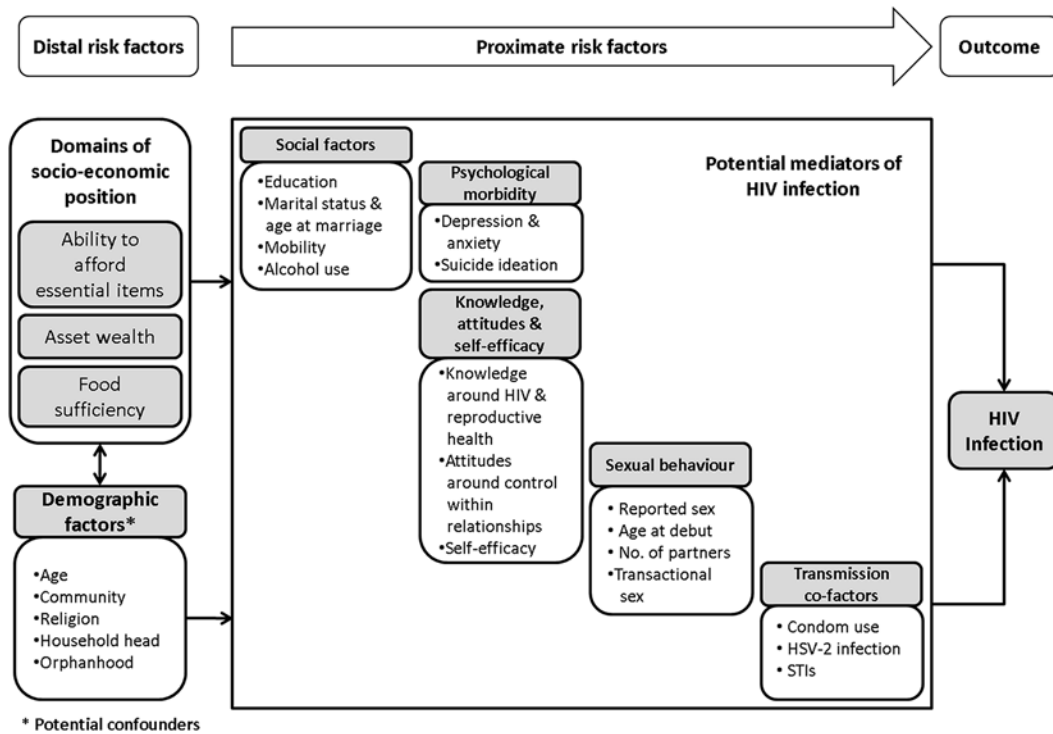 Distal risk factors
Proximate risk factors
Outcome
Domains of
socio-economic
position
Ability to
afford
essential items
Asset wealth
Food
sufficiency
Demographic
factors*
•Age
•Community
•Religion
•Household head
•Orphanhood
* Potential confounders
Social factors
•Education
•Marital status &
age at marriage
•Mobility
•Alcohol use
Psychological
morbidity
•Depression &
anxiety
•Suicide ideation
Knowledge,
attitudes &
self-efficacy
•Knowledge
around HIV &
reproductive
health
•Attitudes
around control
within
relationships
•Self-efficacy
Sexual behaviour
• Reported sex
• Age at debut
• No. of partners
•Transactional
sex
Transmission
co-factors
• Condom use
• HSV-2 infection
• STIs
Potential mediators of
HIV infection
HIV
Infection